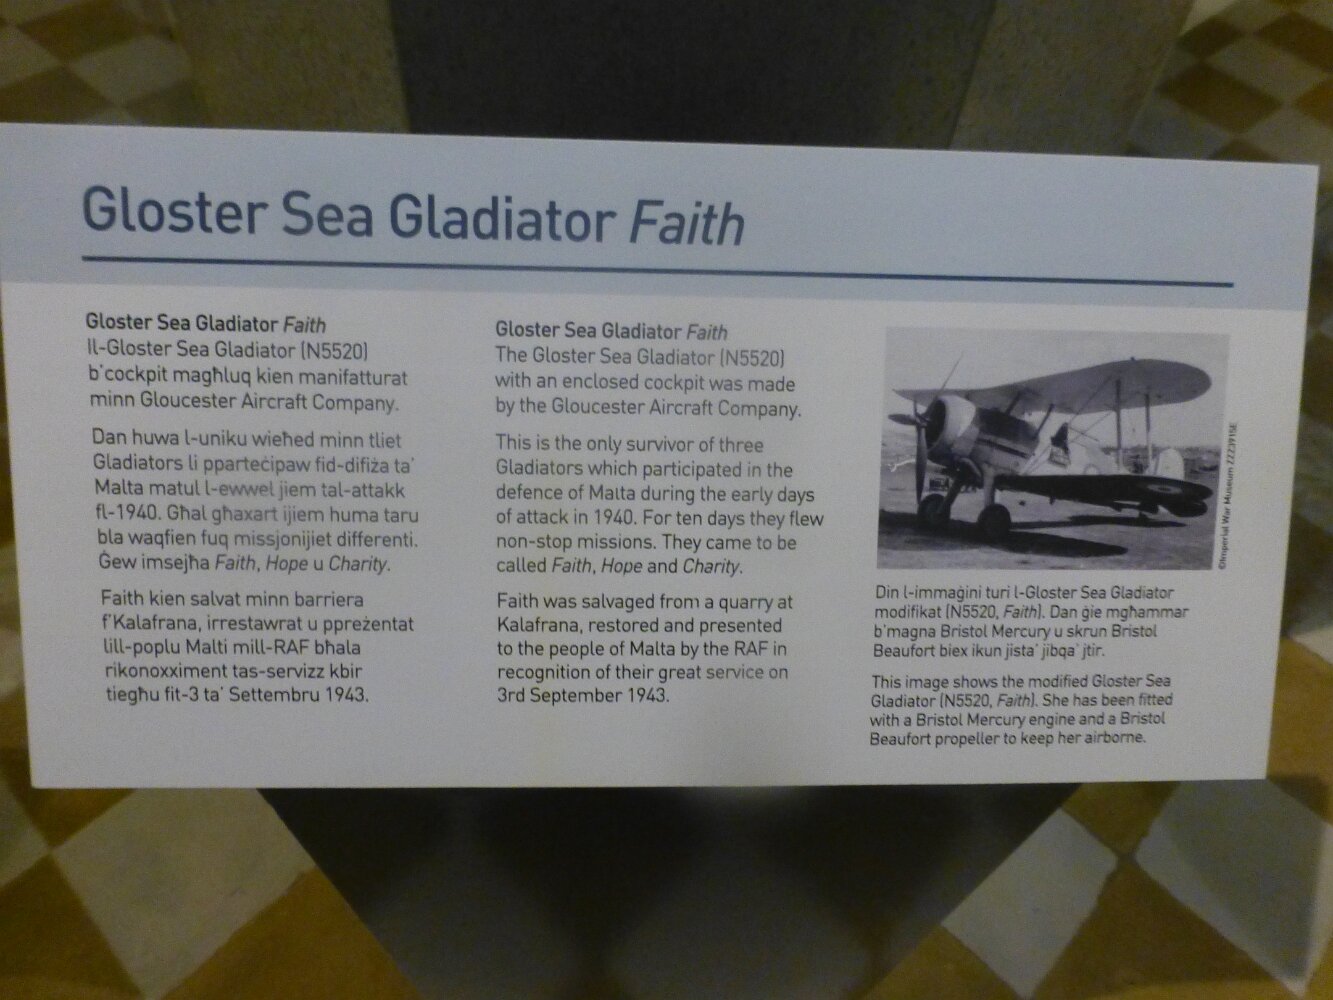 Gloster Sea Gladiator Faith
Gloster Sea Gladiator Faith
Il-Gloster Sea Gladiator (N5520)
b'cockpit magħluq kien manifatturat
minn Gloucester Aircraft Company.
Dan huwa l-uniku wieħed minn tliet
Gladiators li pparteċipaw fid-difiża ta'
Malta matul l-ewwel jiem tal-attakk
fl-1940. Għal għaxart ijiem huma taru
bla waqfien fuq missjonijiet differenti.
Ġew imsejħa Faith, Hope u Charity.
Faith kien salvat minn barriera
f'Kalafrana, irrestawrat u ppreżentat
lill-poplu Malti mill-RAF bħala
rikonoxximent tas-servizz kbir
tiegħu fit-3 ta' Settembru 1943.
Gloster Sea Gladiator Faith
The Gloster Sea Gladiator (N5520)
with an enclosed cockpit was made
by the Gloucester Aircraft Company.
This is the only survivor of three
Gladiators which participated in the
defence of Malta during the early days
of attack in 1940. For ten days they flew
non-stop missions. They came to be
called Faith, Hope and Charity.
Faith was salvaged from a quarry at
Kalafrana, restored and presented
to the people of Malta by the RAF in
recognition of their great service on
3rd September 1943.
©Imperial War Museum ZZZ3915E
Din l-immaġini turi l-Gloster Sea Gladiator
modifikat (N5520, Faith). Dan ġie mgħammar
b'magna Bristol Mercury u skrun Bristol
Beaufort biex ikun jista' jibqa' jtir.
This image shows the modified Gloster Sea
Gladiator (N5520, Faith). She has been fitted
with a Bristol Mercury engine and a Bristol
Beaufort propeller to keep her airborne.